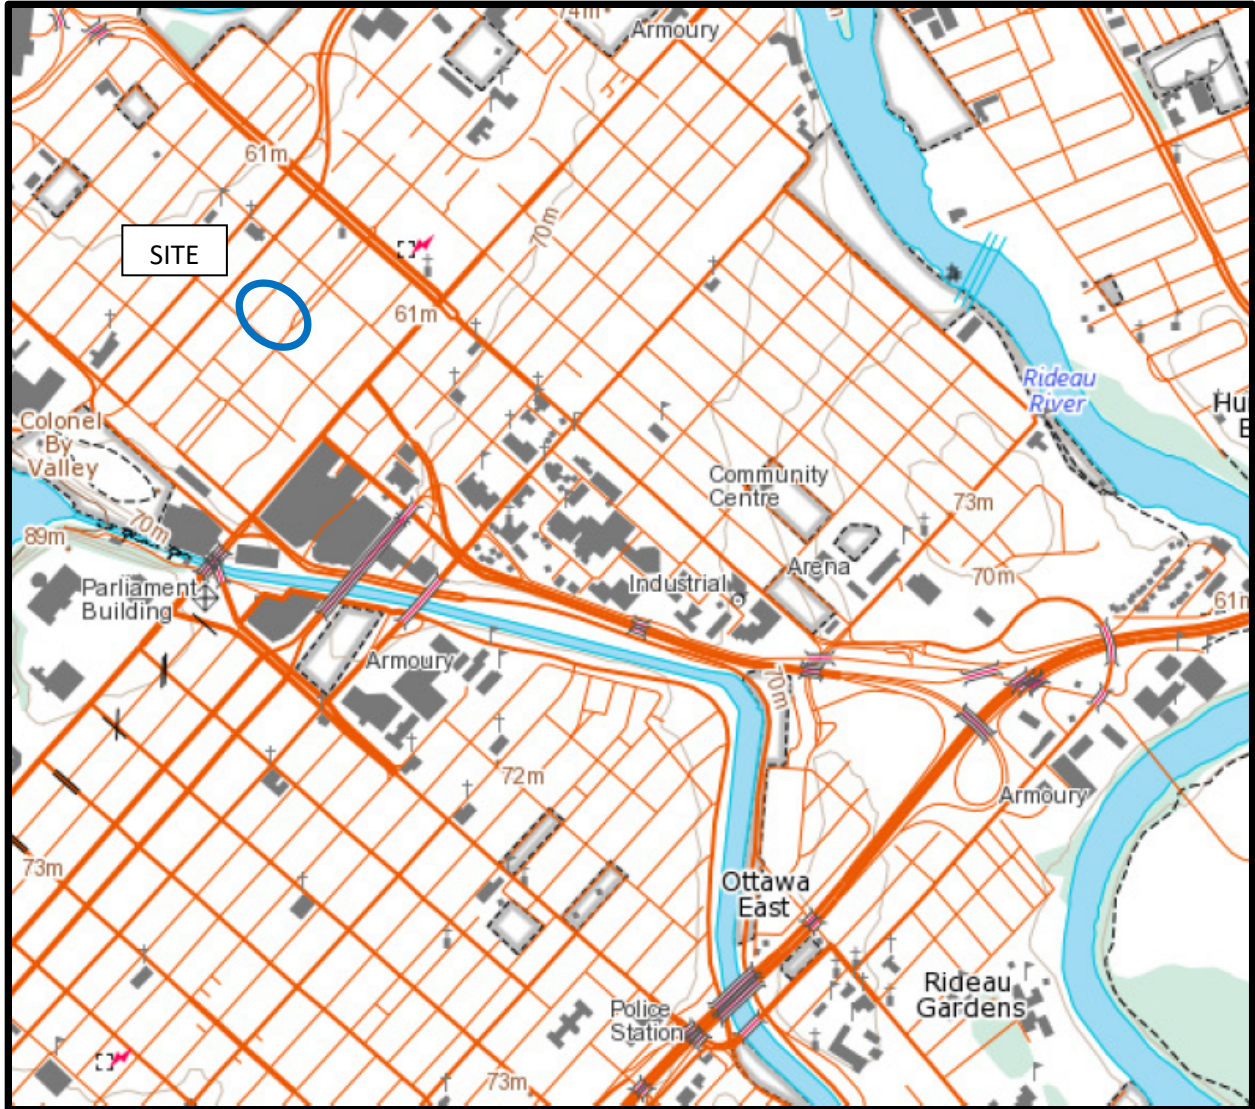 74m
Armoury
61m
70m
SITE
61m
Rideau
River
Colonel
By
Valley
Community
Centre
73m
70m
89m
Parliament
Building
Industrial
Arena
70m
61m
Armoury
70m
72m
Armoury
73m
Ottawa
East
Rideau
Gardens
Police
Station
73m